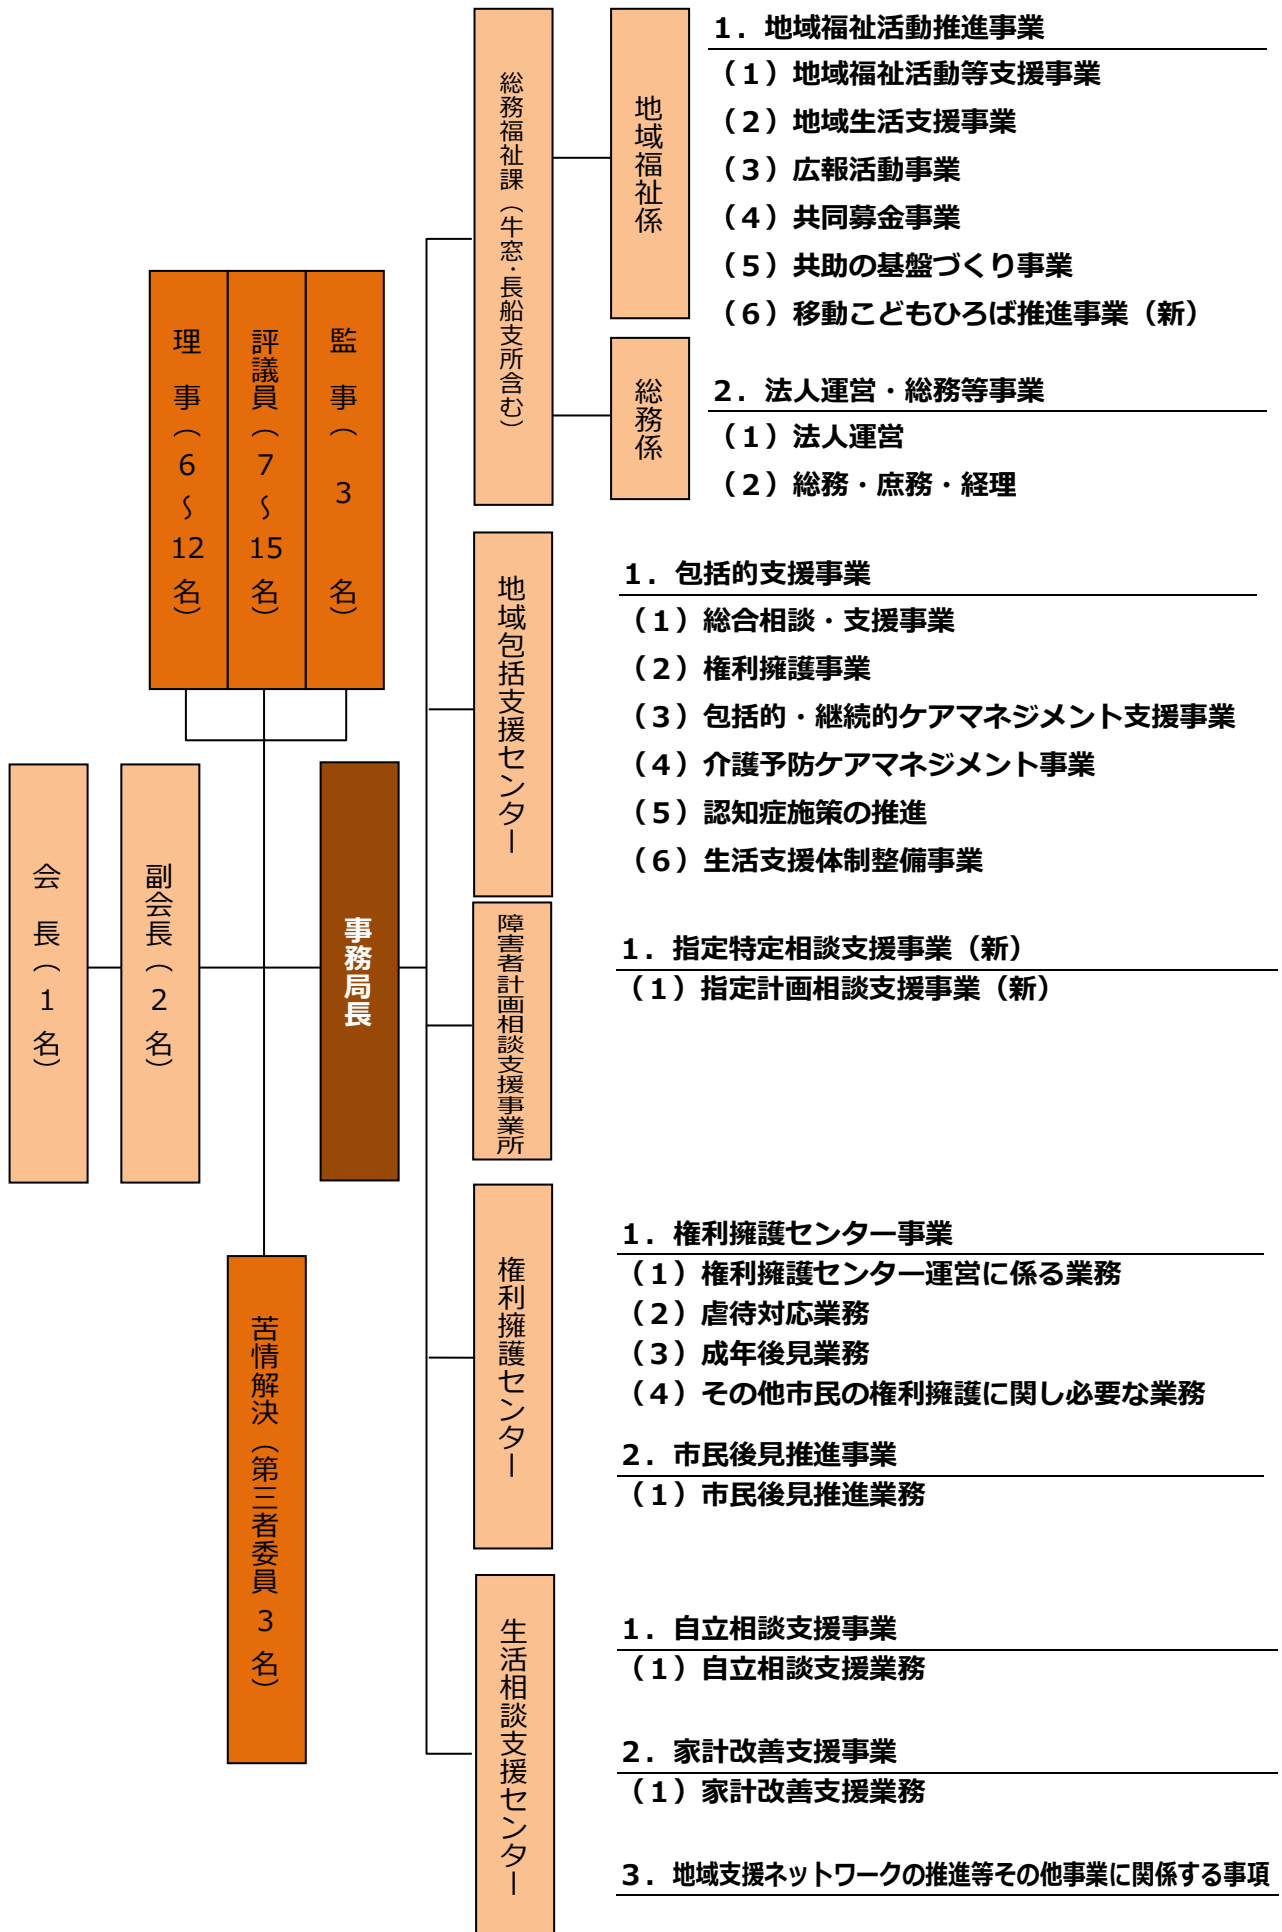 会長（1名）
副会長（2名）
理事（6～12名）
評議員（7～15名）
監事（3名）
苦情解決（第三者委員3名）
事務局長
総務福祉課（牛窓・長船支所含む）
地域福祉係
1．地域福祉活動推進事業
（1）地域福祉活動等支援事業
（2）地域生活支援事業
（3）広報活動事業
（4）共同募金事業
（5）共助の基盤づくり事業
（6）移動こどもひろば推進事業（新）
総務係
2．法人運営・総務等事業
（1）法人運営
（2）総務・庶務・経理
地域包括支援センター
1．包括的支援事業
（1）総合相談・支援事業
（2）権利擁護事業
（3）包括的・継続的ケアマネジメント支援事業
（4）介護予防ケアマネジメント事業
（5）認知症施策の推進
（6）生活支援体制整備事業
障害者計画相談支援事業所
1．指定特定相談支援事業（新）
（1）指定計画相談支援事業（新）
権利擁護センター
1．権利擁護センター事業
（1）権利擁護センター運営に係る業務
（2）虐待対応業務
（3）成年後見業務
（4）その他市民の権利擁護に関し必要な業務
2．市民後見推進事業
（1）市民後見推進業務
生活相談支援センター
1．自立相談支援事業
（1）自立相談支援業務
2．家計改善支援事業
（1）家計改善支援業務
3．地域支援ネットワークの推進等その他事業に関係する事項